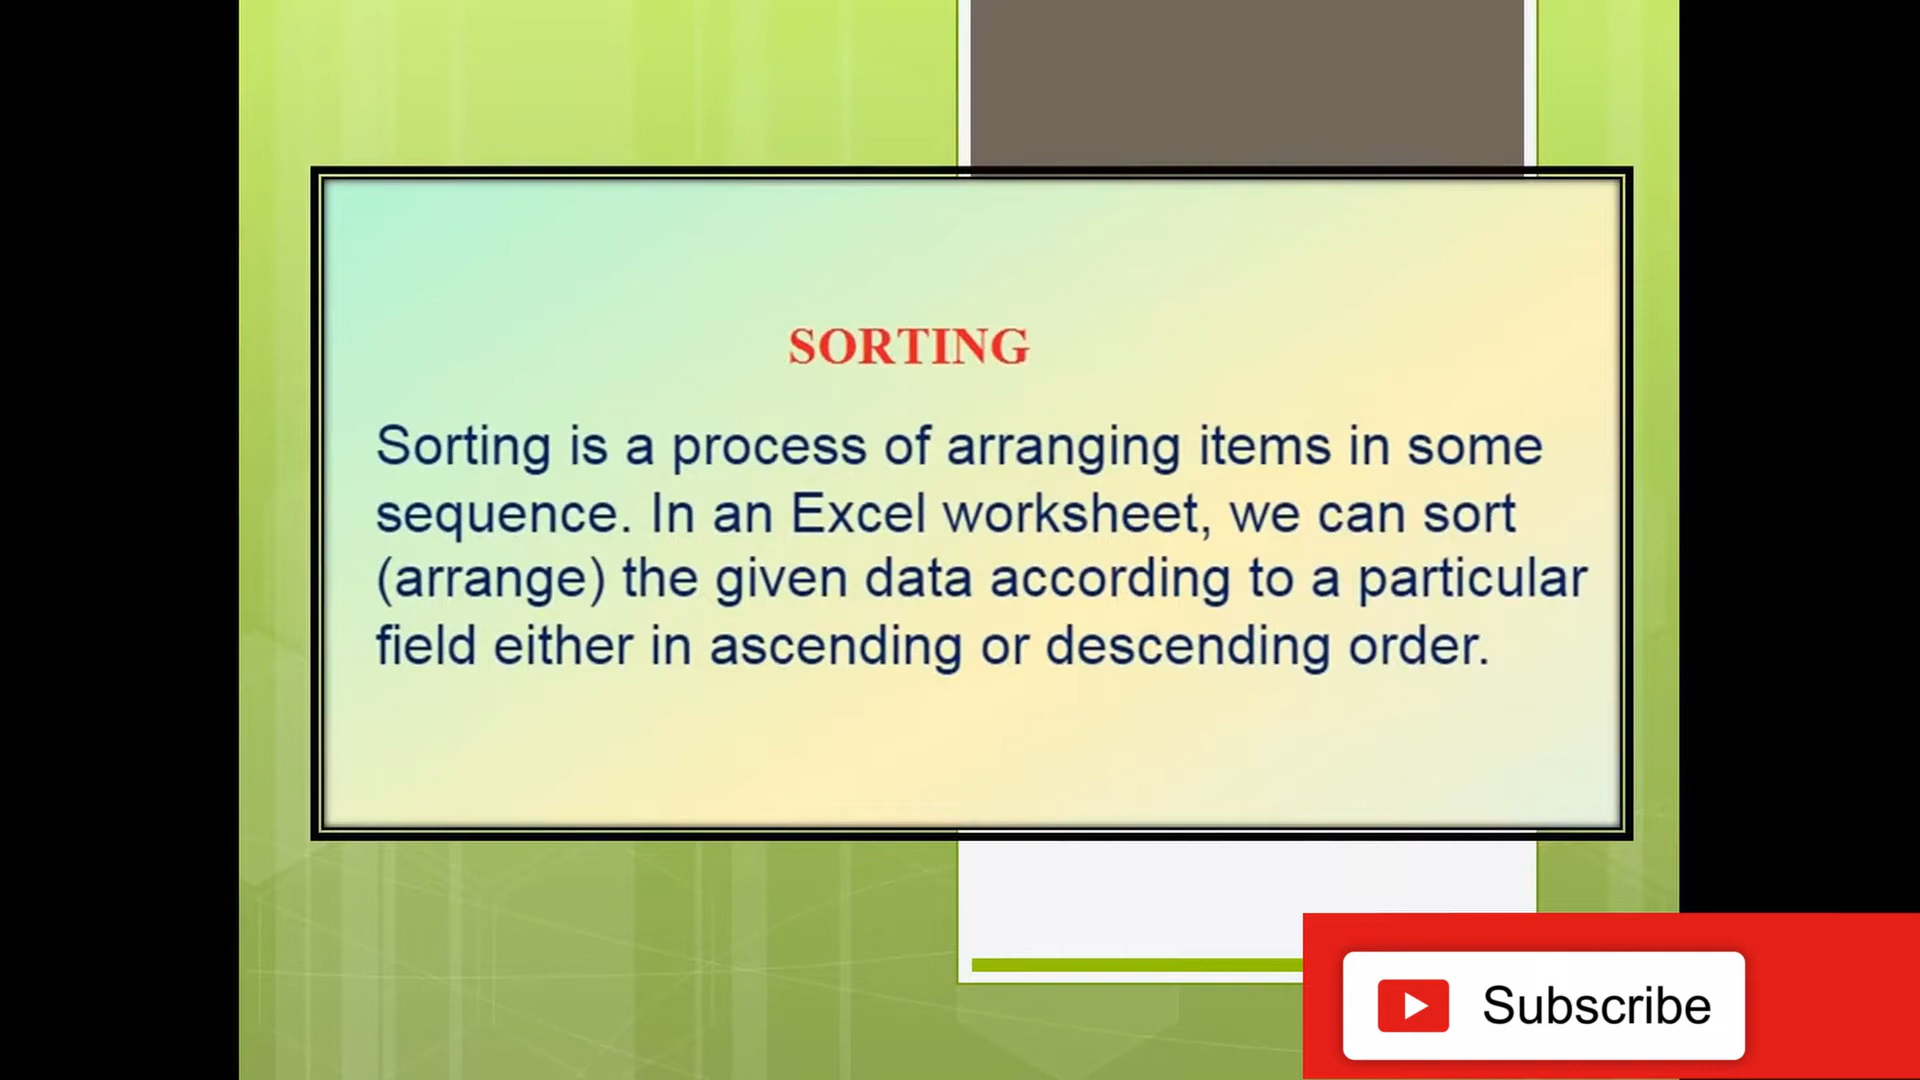 SORTING
Sorting is a process of arranging items in some
sequence. In an Excel worksheet, we can sort
(arrange) the given data according to a particular
field either in ascending or descending order.
Subscribe